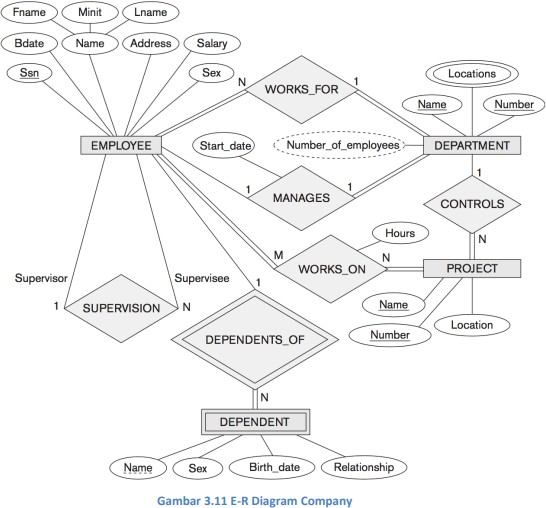 Fname Minit Lname
Bdate Name Address Salary
Ssn Sex
N WORKS_FOR 1
Locations
Name Number
EMPLOYEE
Start_date
Number_of_employees
DEPARTMENT
1 MANAGES 1
1
CONTROLS
N
Hours
M WORKS_ON N
PROJECT
Name
Number
Location
Supervisor Supervisee
1 SUPERVISION N
1
DEPENDENTS_OF
N
DEPENDENT
Name Sex Birth_date Relationship
Gambar 3.11 E-R Diagram Company